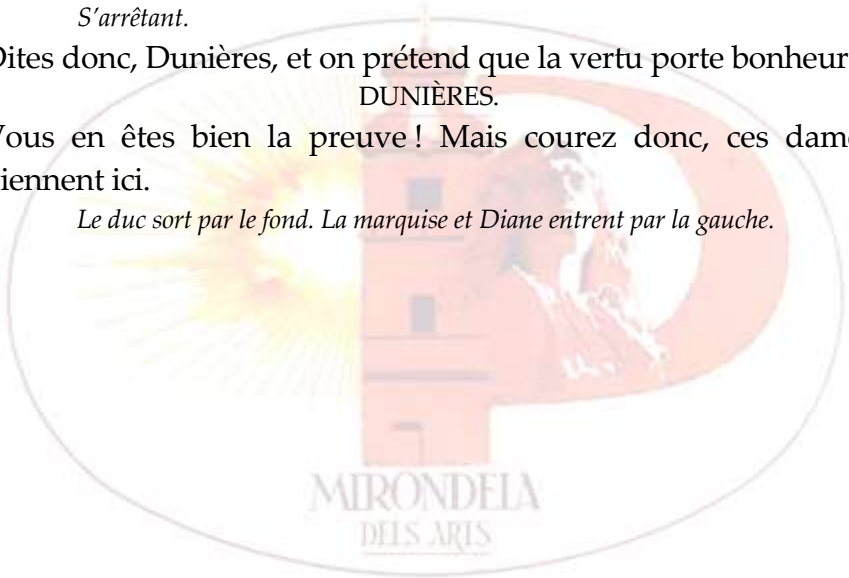 S’arrêtant.
Dites donc, Dunières, et on prétend que la vertu porte bonheur
DUNIÈRES.
Vous en êtes bien la preuve ! Mais courez donc, ces dame
iennent ici.
Le duc sort par le fond. La marquise et Diane entrent par la gauche.
MIRONDELA
DELS ARTS